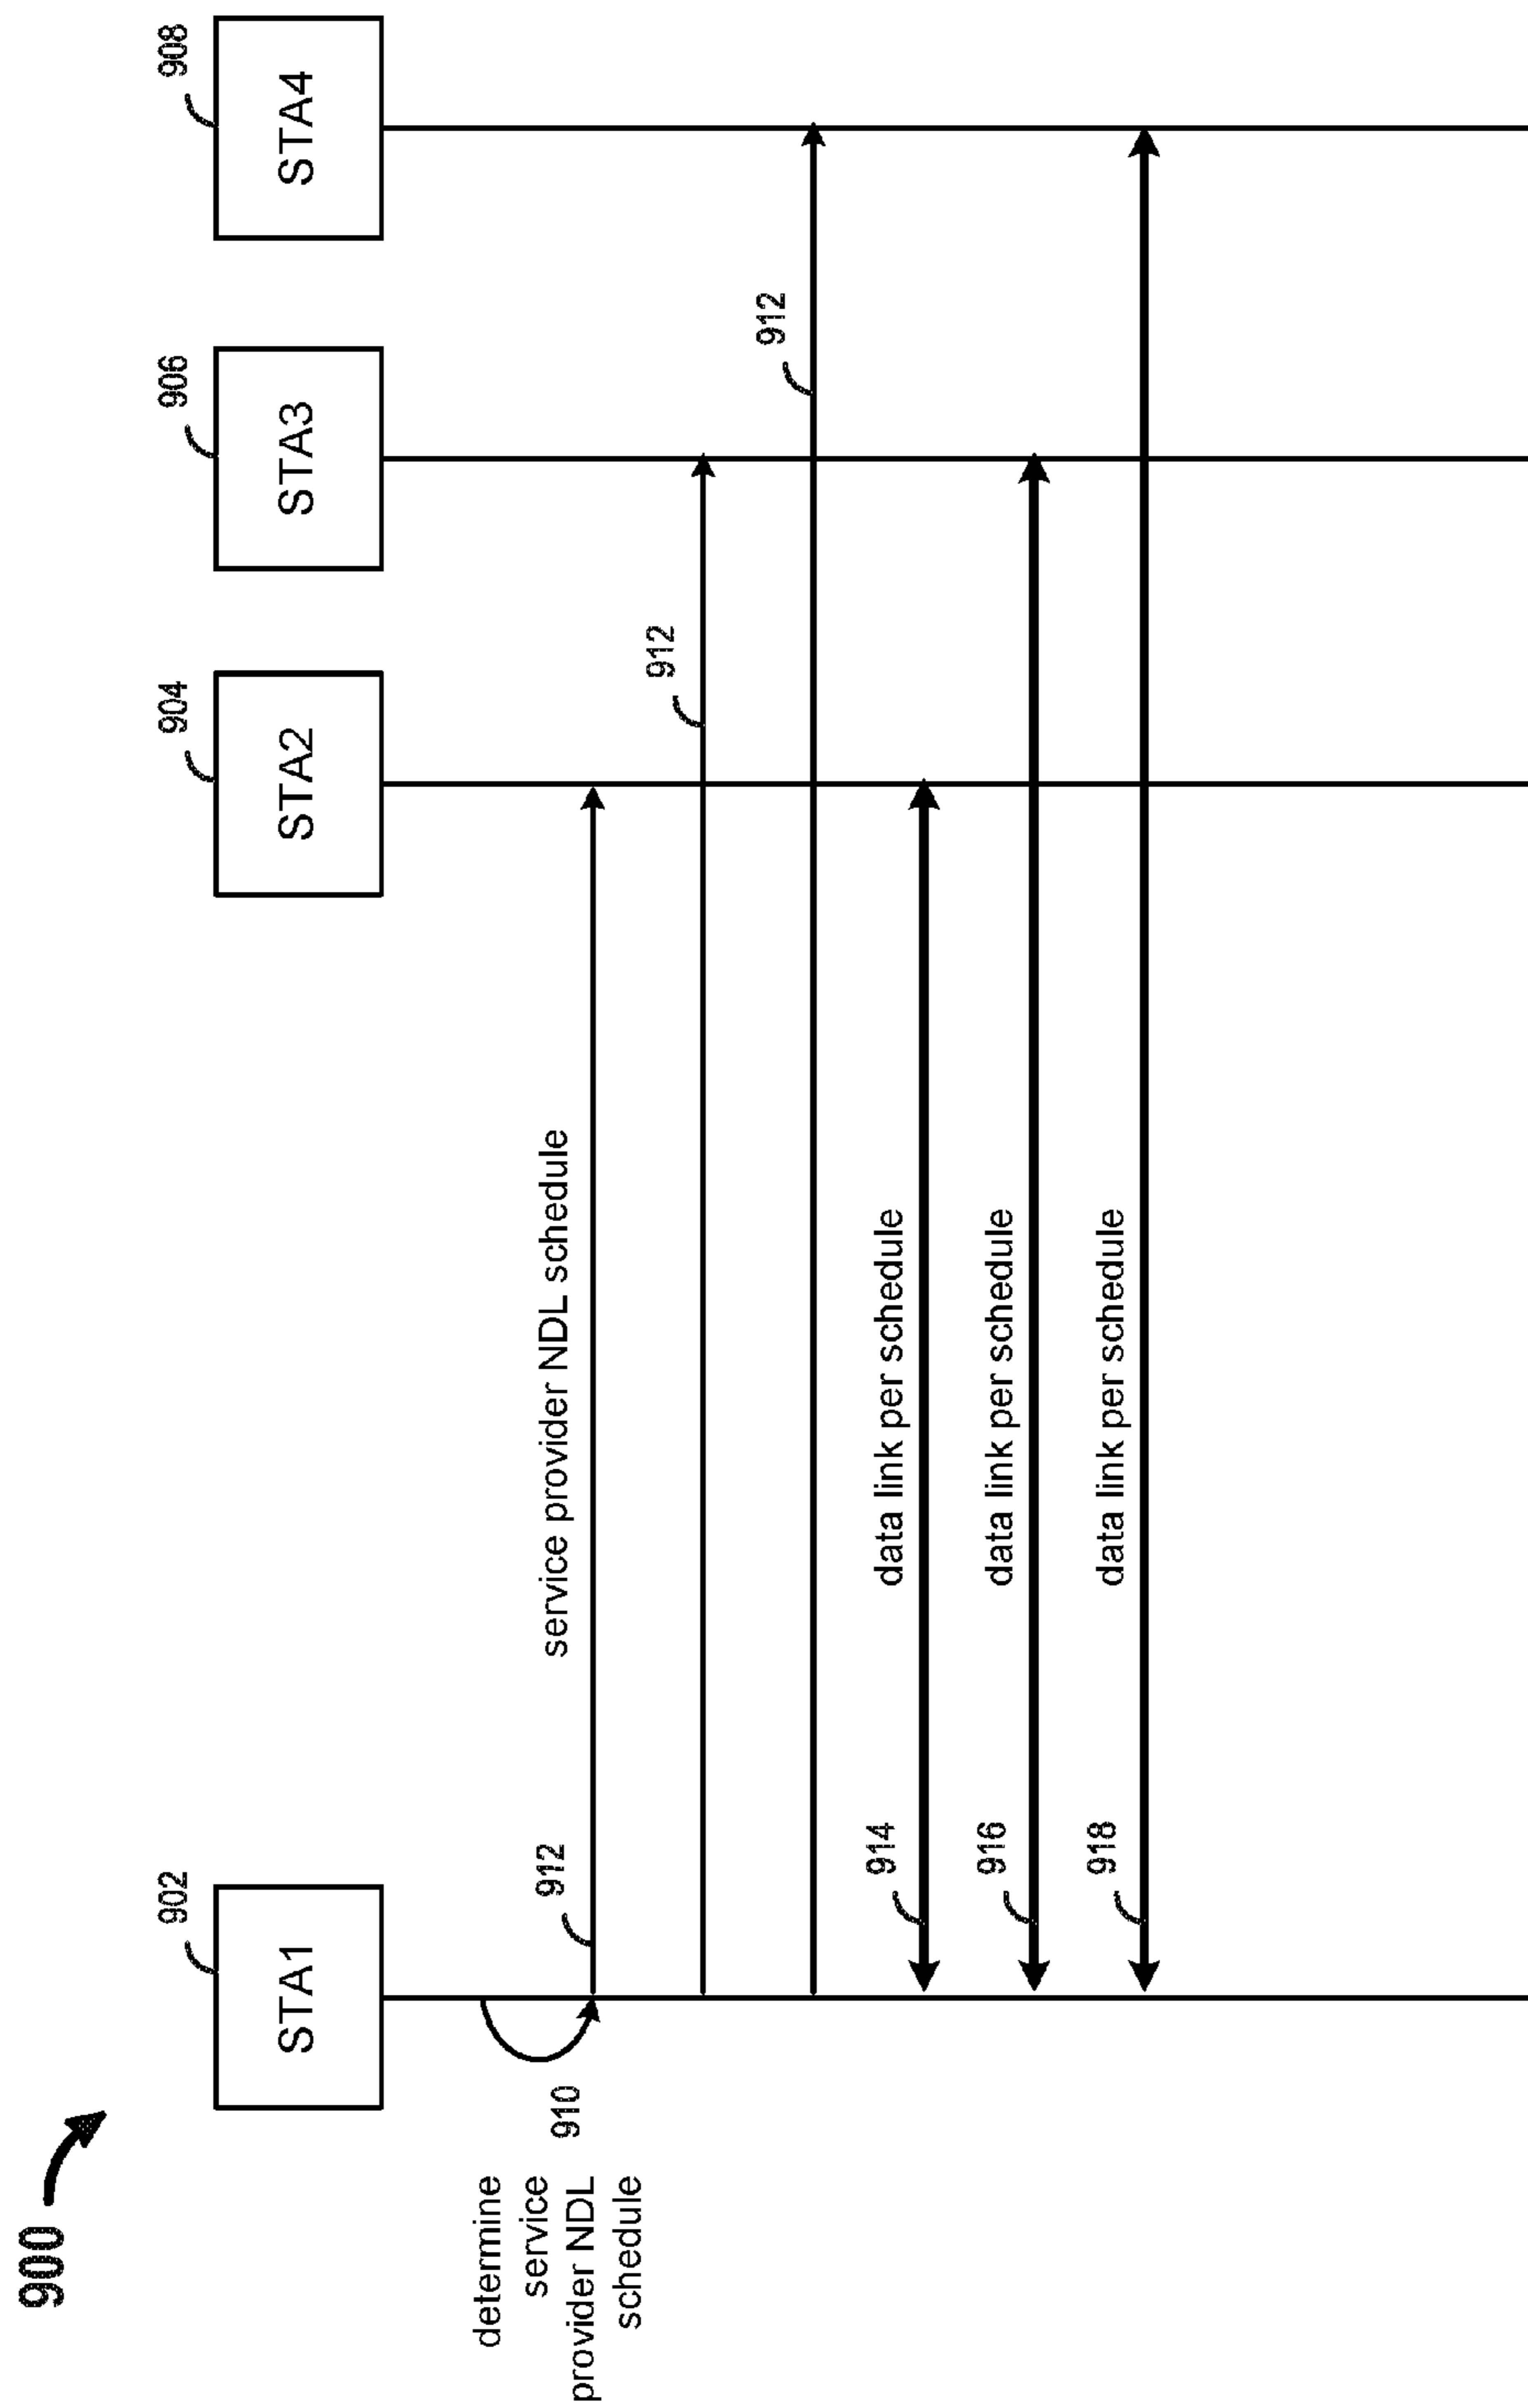 900
902
904
906
908
STA1
STA2
STA3
STA4
determine
service
provider NDL
schedule
910
912
service provider NDL schedule
912
912
914
data link per schedule
916
data link per schedule
918
data link per schedule